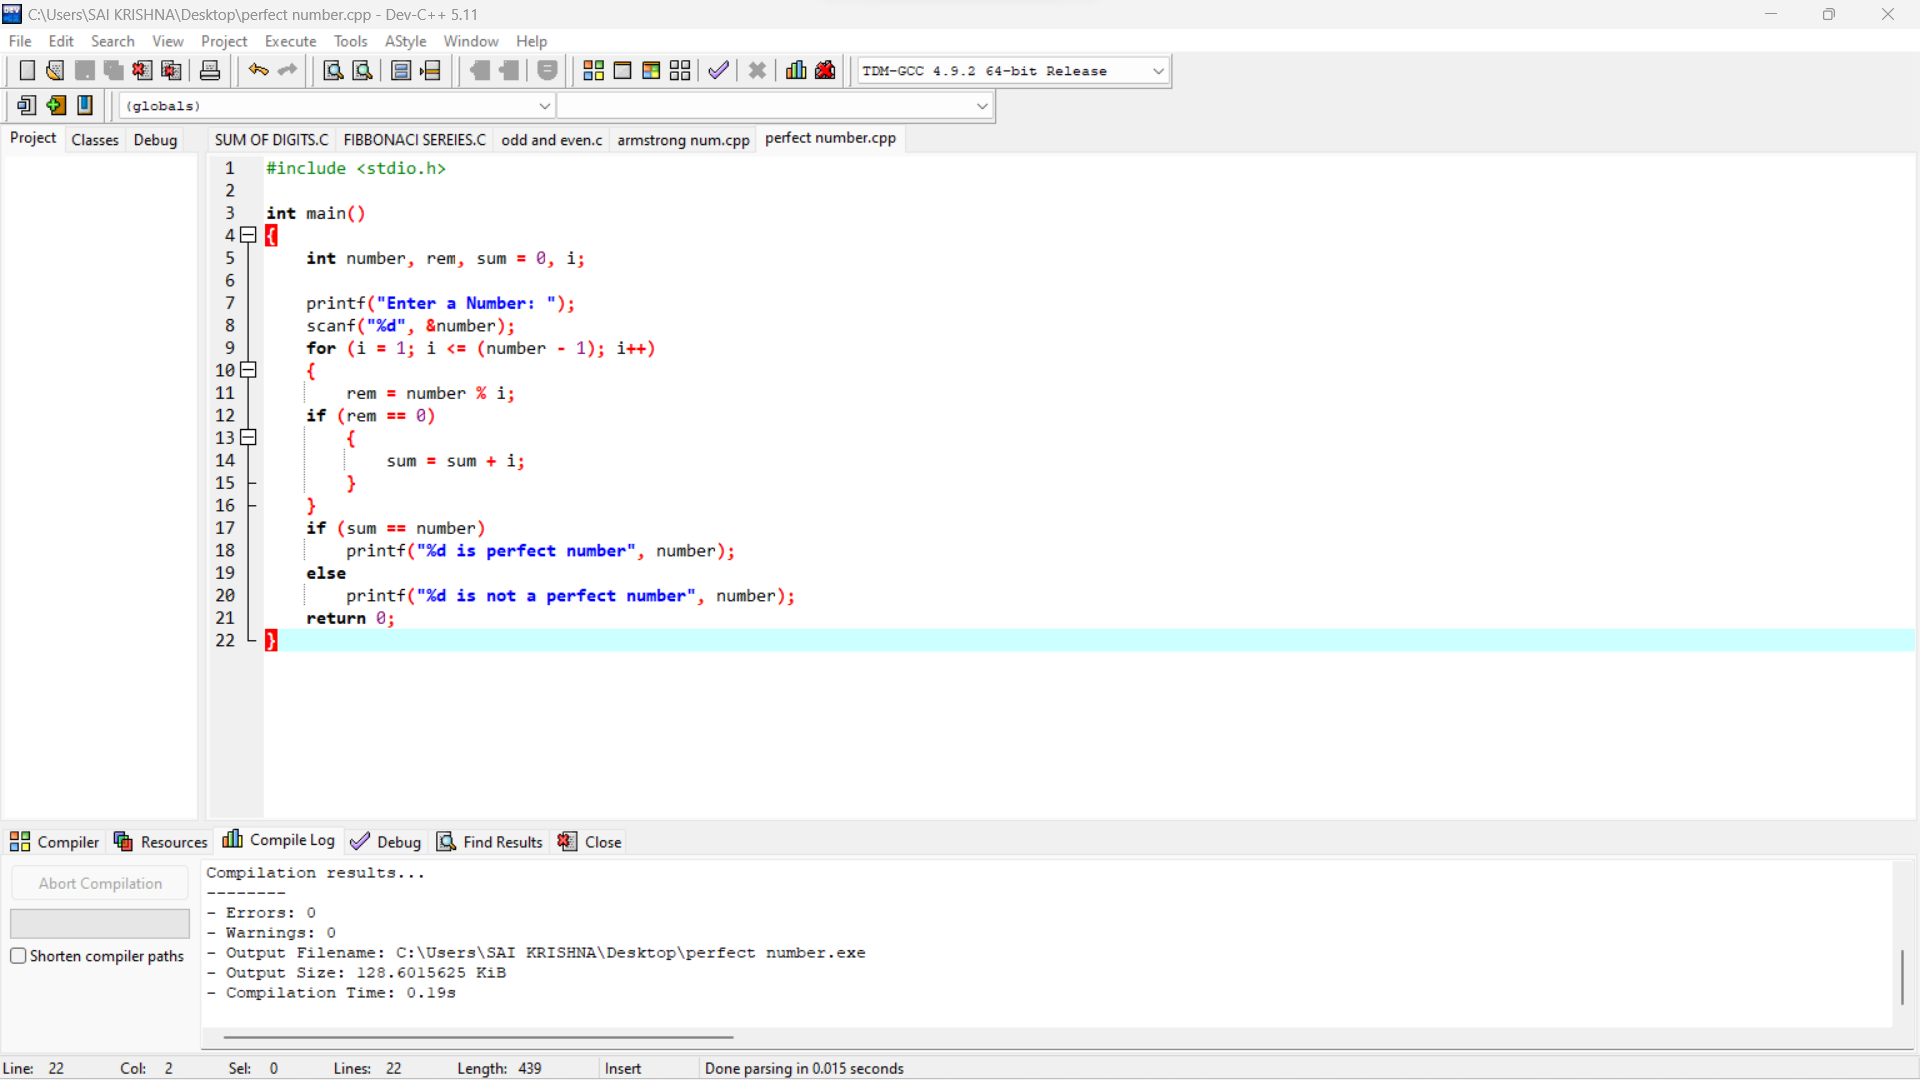 C:\Users\SAI KRISHNA\Desktop\perfect number.cpp - Dev-C++ 5.11
File Edit Search View Project Execute Tools AStyle Window Help
TDM-GCC 4.9.2 64-bit Release
(globals)
Project Classes Debug SUM OF DIGITS.C FIBBONACI SEREIES.C odd and even.c armstrong num.cpp perfect number.cpp
1 #include <stdio.h>
2
3 int main()
4 {
5     int number, rem, sum = 0, i;
6
7     printf("Enter a Number: ");
8     scanf("%d", &number);
9     for (i = 1; i <= (number - 1); i++)
10     {
11         rem = number % i;
12     if (rem == 0)
13         {
14             sum = sum + i;
15         }
16     }
17     if (sum == number)
18         printf("%d is perfect number", number);
19     else
20         printf("%d is not a perfect number", number);
21     return 0;
22 }
Compiler Resources Compile Log Debug Find Results Close
Abort Compilation
Shorten compiler paths
Compilation results...
--------
- Errors: 0
- Warnings: 0
- Output Filename: C:\Users\SAI KRISHNA\Desktop\perfect number.exe
- Output Size: 128.6015625 KiB
- Compilation Time: 0.19s
Line: 22 Col: 2 Sel: 0 Lines: 22 Length: 439 Insert Done parsing in 0.015 seconds